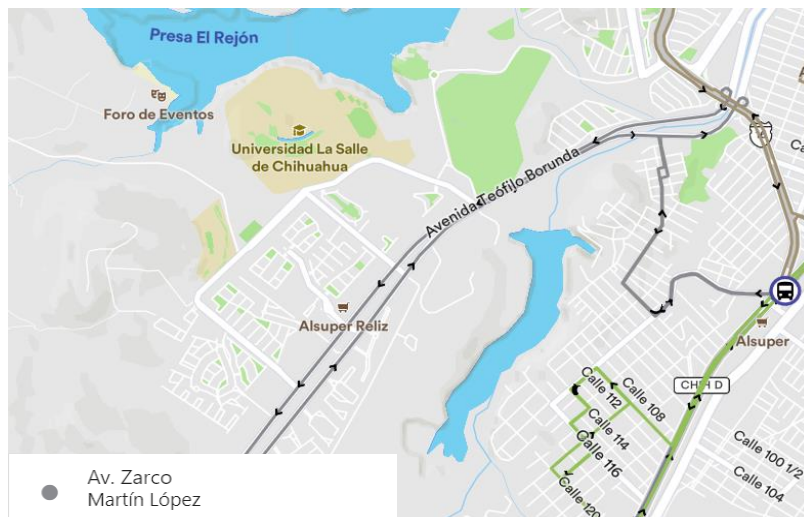 Presa El Rejón
Foro de Eventos
Universidad La Salle
de Chihuahua
16
Avenida Teófilo Borunda
Alsuper Reliz
Alsuper
CHIH D
Calle 112
Calle 108
Calle 114
Calle 116
Calle 120
Calle 100 1/2
Calle 104
Av. Zarco
Martín López